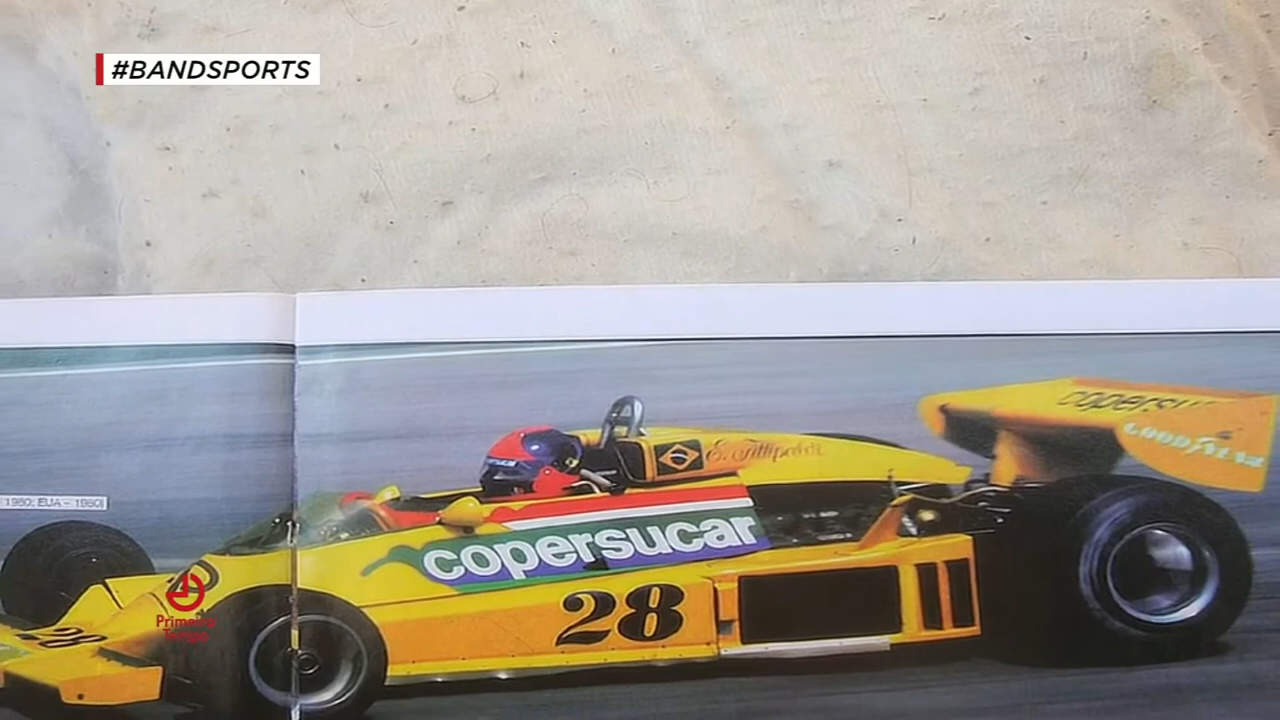 #BANDSPORTS
copersucar
GOODYEAR
E. Fittipaldi
1980; EUA – 1980]
copersucar
28
28
Primeiro
Tempo